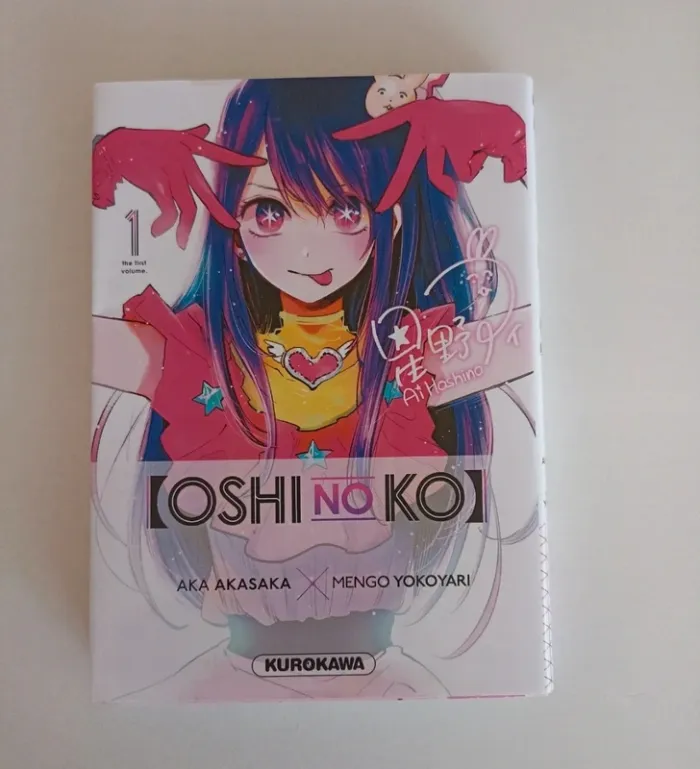 1
the first
volume.
星野アイ
Ai Hoshino
【OSHI NO KO】
AKA AKASAKA × MENGO YOKOYARI
KUROKAWA